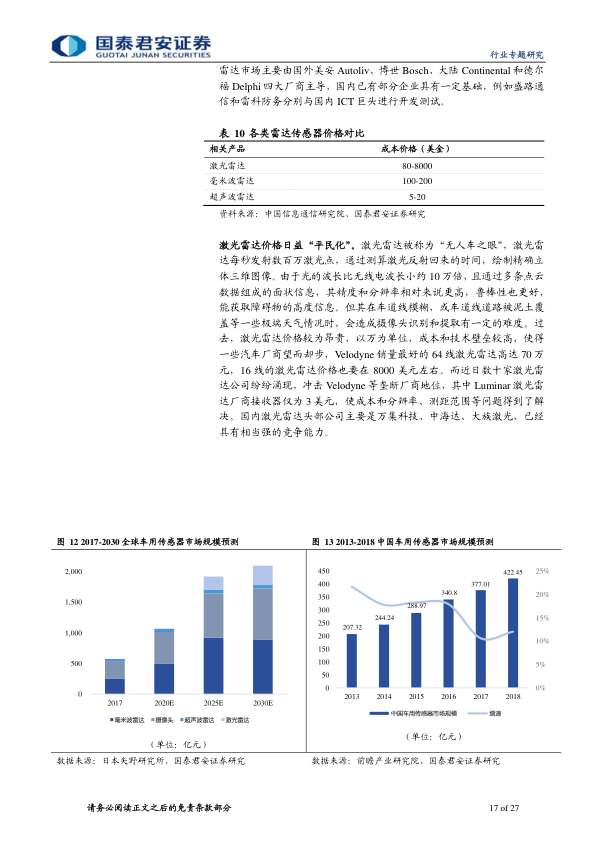 国泰君安证券
GUOTAI JUNAN SECURITIES
行业专题研究
雷达市场主要由国外美安 Autoliv、博世 Bosch、大陆 Continental 和德尔
福 Delphi 四大厂商主导，国内已有部分企业具有一定基础，例如盛路通
信和雷科防务分别与国内 ICT 巨头进行开发测试。
表 10 各类雷达传感器价格对比
相关产品 成本价格（美金）
激光雷达 80-8000
毫米波雷达 100-200
超声波雷达 5-20
资料来源：中国信息通信研究院、国泰君安证券研究
激光雷达价格日益“平民化”。激光雷达被称为“无人车之眼”，激光雷
达每秒发射数百万激光点，通过测算激光反射回来的时间，绘制精确立
体三维图像。由于光的波长比无线电波长小约 10 万倍，且通过多条点云
数据组成的面状信息，其精度和分辨率相对来说更高，鲁棒性也更好，
能获取障碍物的高度信息。但其在车道线模糊，或车道线道路被泥土覆
盖等一些极端天气情况时，会造成摄像头识别和提取有一定的难度。过
去，激光雷达价格较为昂贵，以万为单位，成本和技术壁垒较高，使得
一些汽车厂商望而却步，Velodyne 销量最好的 64 线激光雷达高达 70 万
元，16 线的激光雷达价格也要在 8000 美元左右。而近日数十家激光雷
达公司纷纷涌现，冲击 Velodyne 等垄断厂商地位，其中 Luminar 激光雷
达厂商接收器仅为 3 美元，使成本和分辨率、测距范围等问题得到了解
决。国内激光雷达头部公司主要是万集科技、中海达、大族激光，已经
具有相当强的竞争能力。
图 12 2017-2030 全球车用传感器市场规模预测
2,000
1,500
1,000
500
0
2017 2020E 2025E 2030E
毫米波雷达 摄像头 超声波雷达 激光雷达
（单位：亿元）
数据来源：日本矢野研究所、国泰君安证券研究
图 13 2013-2018 中国车用传感器市场规模预测
450 25%
400
350 20%
300
250 15%
200
150 10%
100
50 5%
0 0%
207.32 244.24 288.97 340.8 377.01 422.45
2013 2014 2015 2016 2017 2018
中国车用传感器市场规模 增速
（单位：亿元）
数据来源：前瞻产业研究院、国泰君安证券研究
请务必阅读正文之后的免责条款部分
17 of 27